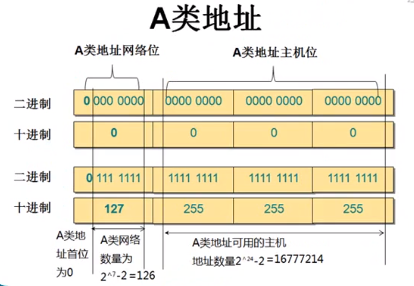 A类地址
A类地址网络位 A类地址主机位
二进制 0 000 0000 0000 0000 0000 0000 0000 0000
十进制 0 0 0 0
二进制 0 111 1111 1111 1111 1111 1111 1111 1111
十进制 127 255 255 255
A类地
址首位
为0
A类网络
数量为
2^7-2=126
A类地址可用的主机
地址数量2^24-2=16777214